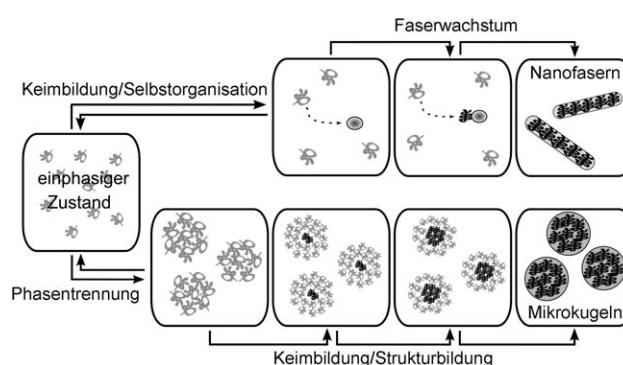 Faserwachstum
Keimbildung/Selbstorganisation
Nanofasern
einphasiger
Zustand
Phasentrennung
Mikrokugeln
Keimbildung/Strukturbildung